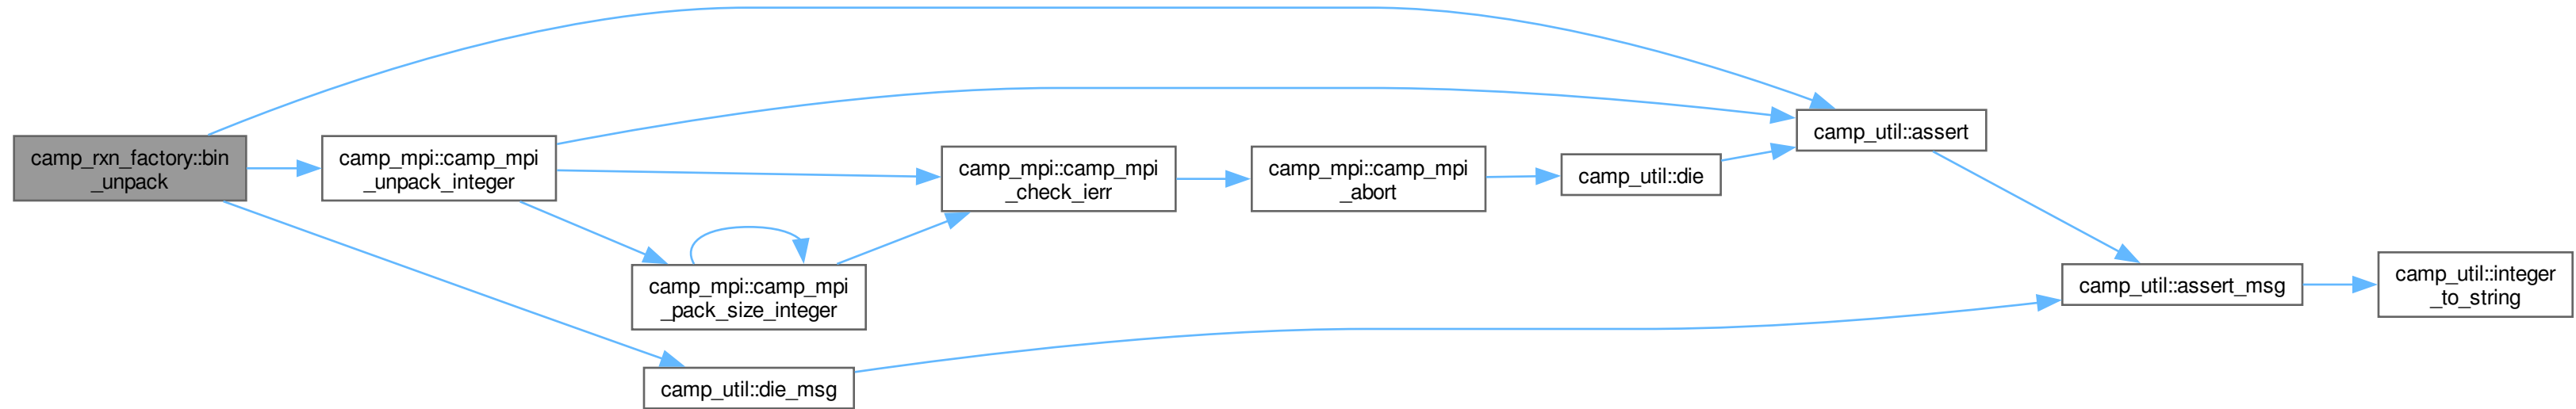 camp_rxn_factory::bin
_unpack
camp_mpi::camp_mpi
_unpack_integer
camp_mpi::camp_mpi
_pack_size_integer
camp_util::die_msg
camp_mpi::camp_mpi
_check_ierr
camp_mpi::camp_mpi
_abort
camp_util::die
camp_util::assert
camp_util::assert_msg
camp_util::integer
_to_string